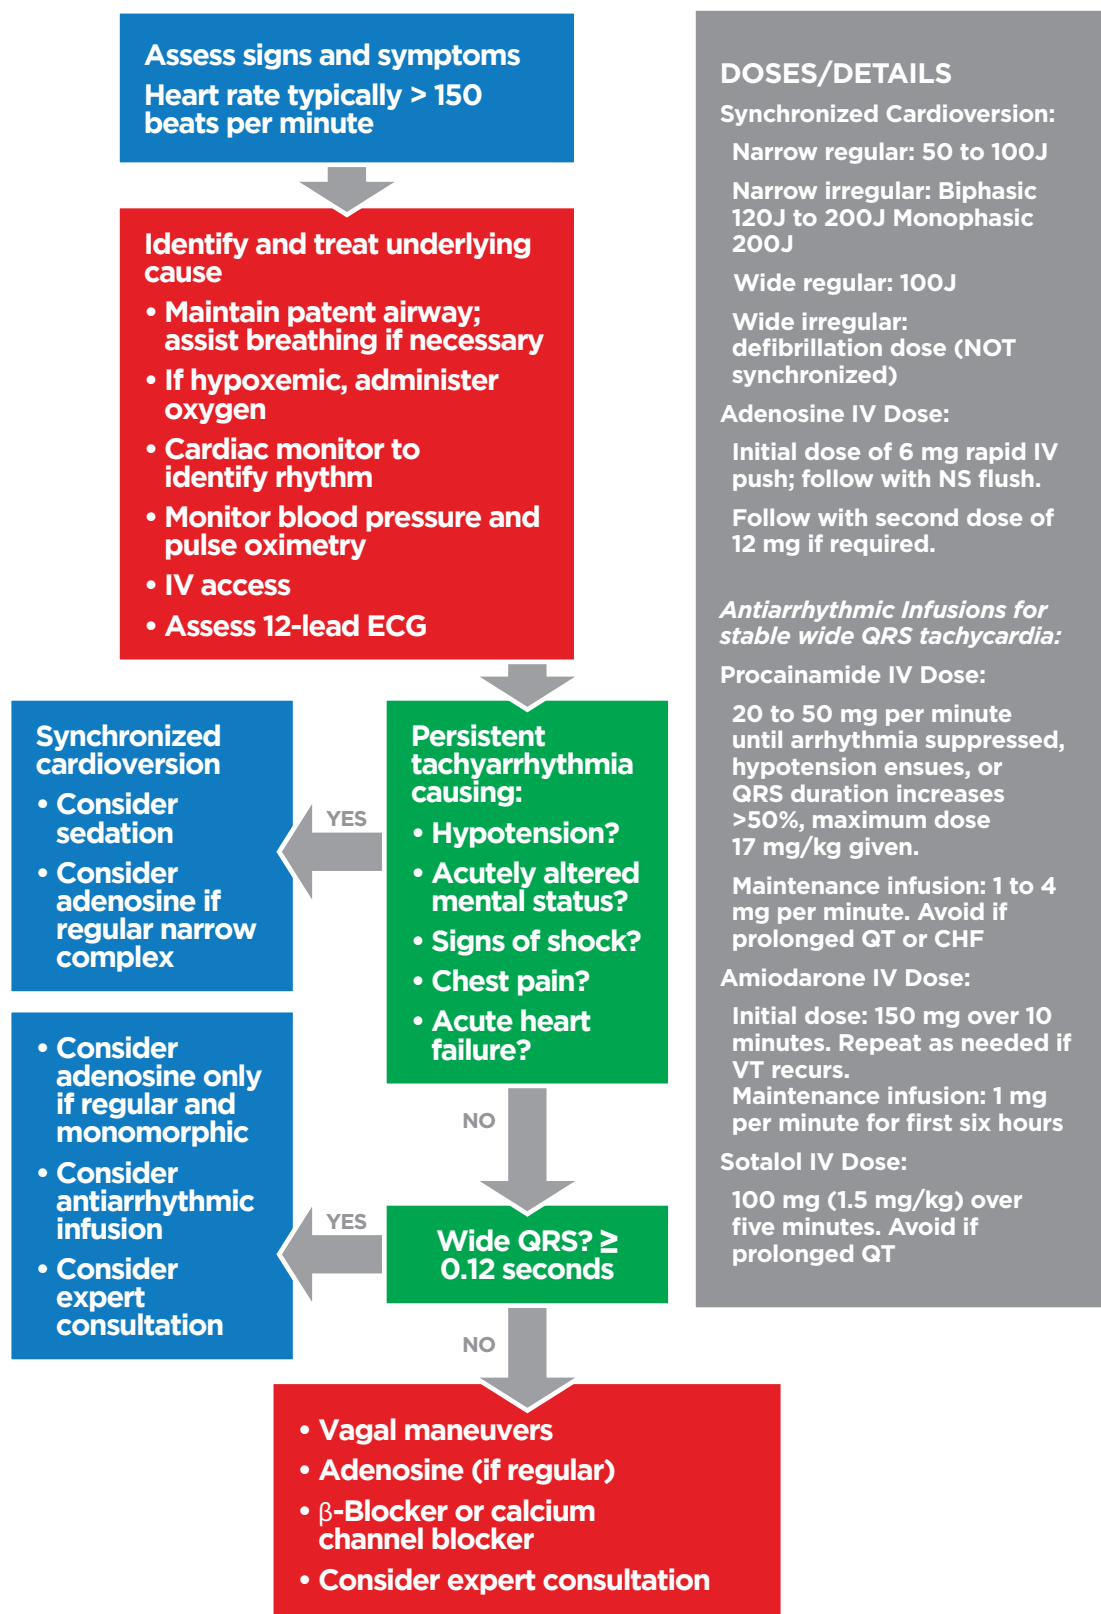 Assess signs and symptoms
Heart rate typically > 150
beats per minute
Identify and treat underlying
cause
• Maintain patent airway;
assist breathing if necessary
• If hypoxemic, administer
oxygen
• Cardiac monitor to
identify rhythm
• Monitor blood pressure and
pulse oximetry
• IV access
• Assess 12-lead ECG
Persistent
tachyarrhythmia
causing:
• Hypotension?
• Acutely altered
mental status?
• Signs of shock?
• Chest pain?
• Acute heart
failure?
YES
Synchronized
cardioversion
• Consider
sedation
• Consider
adenosine if
regular narrow
complex
NO
Wide QRS? ≥
0.12 seconds
YES
• Consider
adenosine only
if regular and
monomorphic
• Consider
antiarrhythmic
infusion
• Consider
expert
consultation
NO
• Vagal maneuvers
• Adenosine (if regular)
• β-Blocker or calcium
channel blocker
• Consider expert consultation
DOSES/DETAILS
Synchronized Cardioversion:
Narrow regular: 50 to 100J
Narrow irregular: Biphasic
120J to 200J Monophasic
200J
Wide regular: 100J
Wide irregular:
defibrillation dose (NOT
synchronized)
Adenosine IV Dose:
Initial dose of 6 mg rapid IV
push; follow with NS flush.
Follow with second dose of
12 mg if required.
Antiarrhythmic Infusions for
stable wide QRS tachycardia:
Procainamide IV Dose:
20 to 50 mg per minute
until arrhythmia suppressed,
hypotension ensues, or
QRS duration increases
>50%, maximum dose
17 mg/kg given.
Maintenance infusion: 1 to 4
mg per minute. Avoid if
prolonged QT or CHF
Amiodarone IV Dose:
Initial dose: 150 mg over 10
minutes. Repeat as needed if
VT recurs.
Maintenance infusion: 1 mg
per minute for first six hours
Sotalol IV Dose:
100 mg (1.5 mg/kg) over
five minutes. Avoid if
prolonged QT